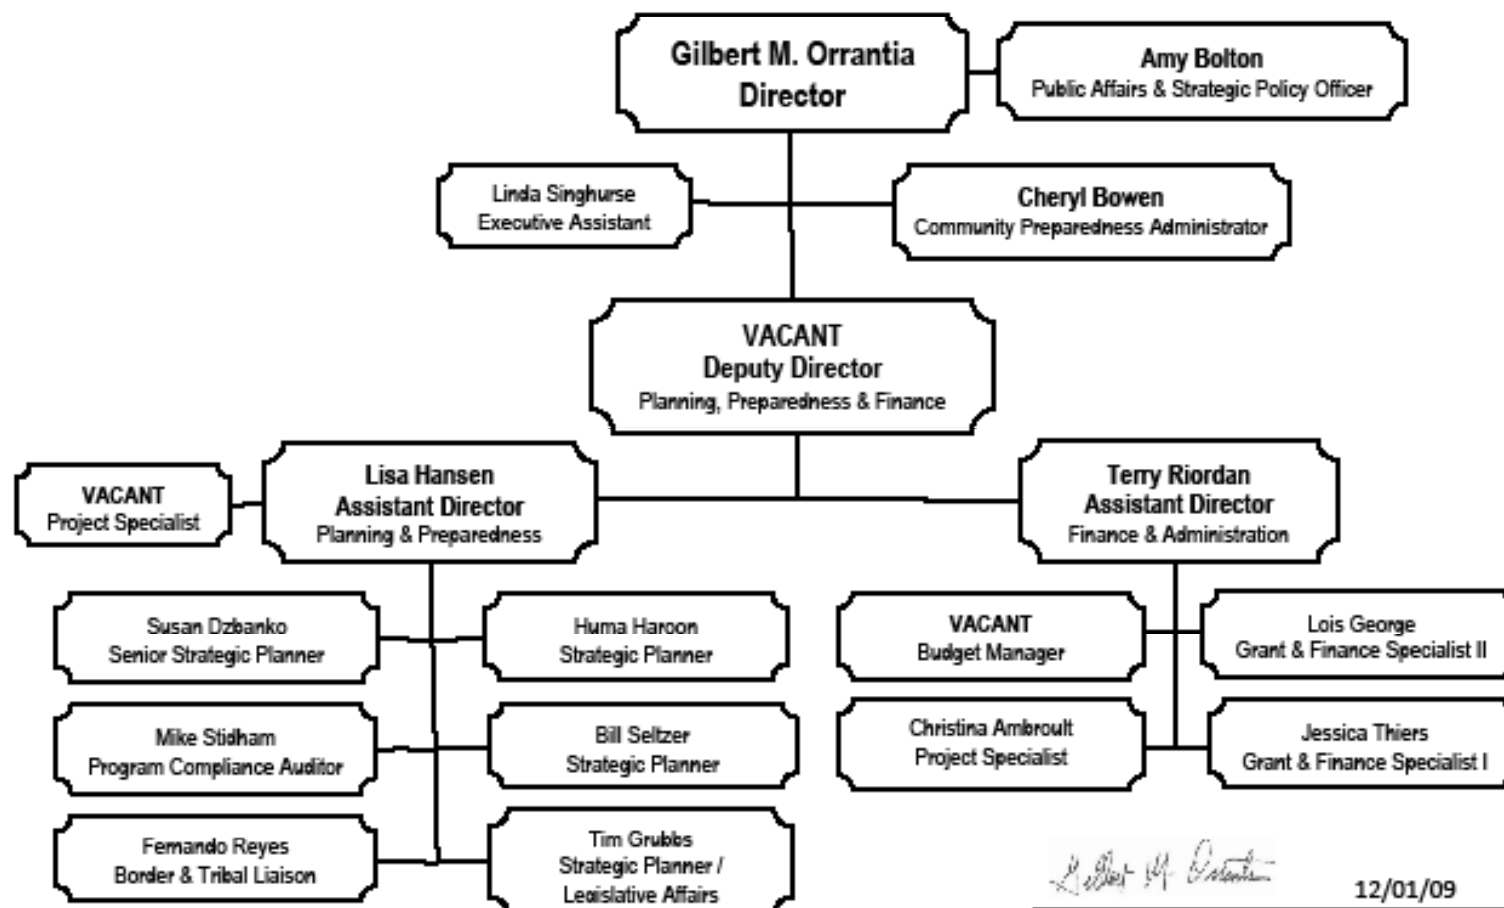 Gilbert M. Orrantia
Director
Amy Bolton
Public Affairs & Strategic Policy Officer
Linda Singhurse
Executive Assistant
Cheryl Bowen
Community Preparedness Administrator
VACANT
Deputy Director
Planning, Preparedness & Finance
VACANT
Project Specialist
Lisa Hansen
Assistant Director
Planning & Preparedness
Terry Riordan
Assistant Director
Finance & Administration
Susan Dzbanko
Senior Strategic Planner
Huma Haroon
Strategic Planner
VACANT
Budget Manager
Lois George
Grant & Finance Specialist II
Mike Stidham
Program Compliance Auditor
Bill Seltzer
Strategic Planner
Christina Ambroult
Project Specialist
Jessica Thiers
Grant & Finance Specialist I
Fernando Reyes
Border & Tribal Liaison
Tim Grubbs
Strategic Planner /
Legislative Affairs
Gilbert M. Orrantia
12/01/09